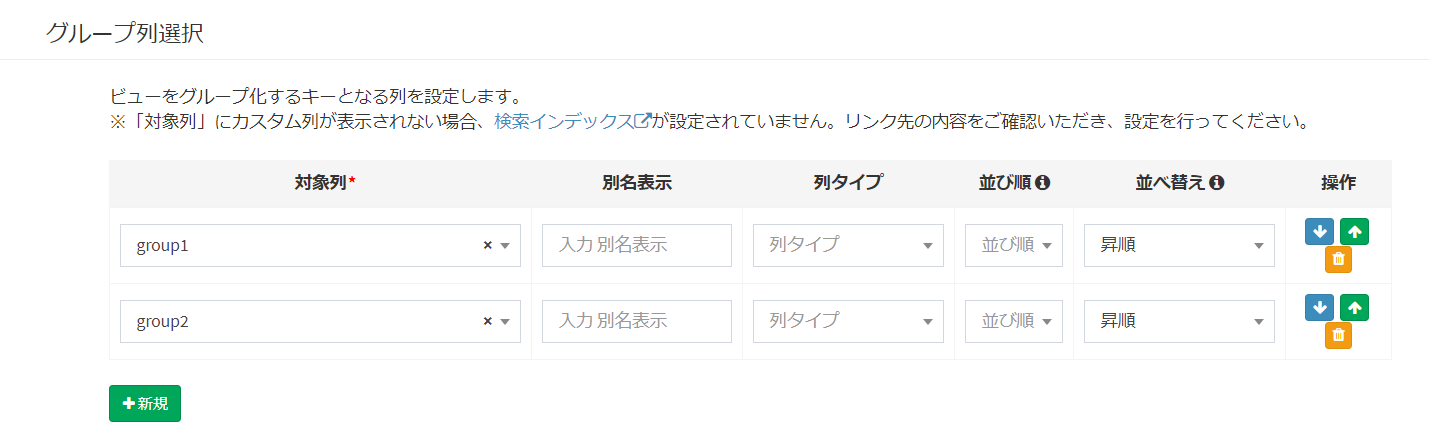 グループ列選択
ビューをグループ化するキーとなる列を設定します。
※「対象列」にカスタム列が表示されない場合、検索インデックスが設定されていません。リンク先の内容をご確認いただき、設定を行ってください。
対象列* 別名表示 列タイプ 並び順 並べ替え 操作
group1 × 入力 別名表示 列タイプ 並び順 昇順
group2 × 入力 別名表示 列タイプ 並び順 昇順
+新規